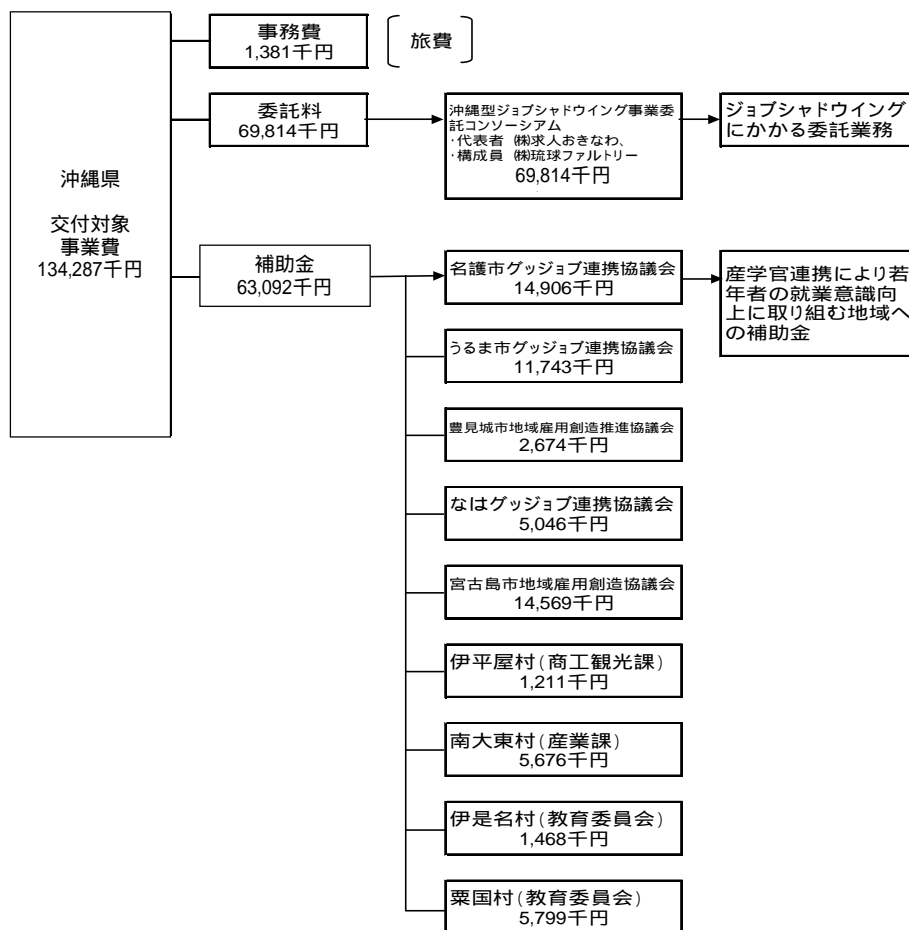 事務費
1,381千円
旅費
委託料
69,814千円
沖縄型ジョブシャドウイング事業委
託コンソーシアム
・代表者 ㈱求人おきなわ、
・構成員 ㈱琉球ファルトリー
69,814千円
ジョブシャドウイング
にかかる委託業務
沖縄県
交付対象
事業費
134,287千円
補助金
63,092千円
名護市グッジョブ連携協議会
14,906千円
産学官連携により若
年者の就業意識向
上に取り組む地域へ
の補助金
うるま市グッジョブ連携協議会
11,743千円
豊見城市地域雇用創造推進協議会
2,674千円
なはグッジョブ連携協議会
5,046千円
宮古島市地域雇用創造協議会
14,569千円
伊平屋村(商工観光課)
1,211千円
南大東村(産業課)
5,676千円
伊是名村(教育委員会)
1,468千円
粟国村(教育委員会)
5,799千円